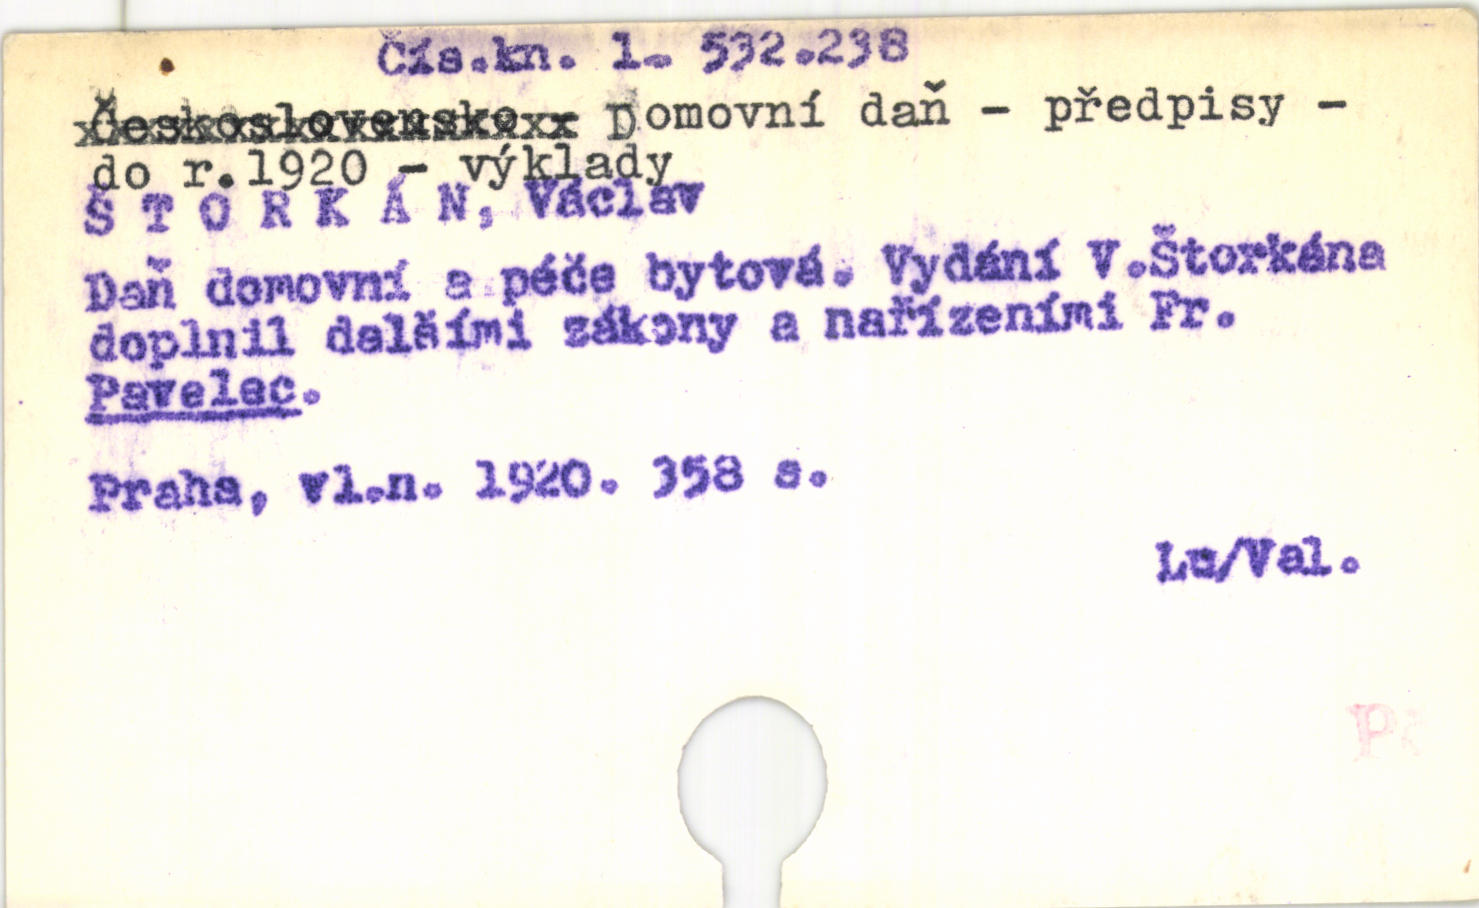 Čís.kn. 1- 532.238
Československo Domovní daň - předpisy -
do r.1920 - výklady
Š T O R K Á N, Václav
Daň domovní a péče bytová. Vydání V.Štorkána
doplnil dalšími zákony a nařízeními Fr.
Pavelec.
Praha, vl.n. 1920. 358 s.
Lu/Val.